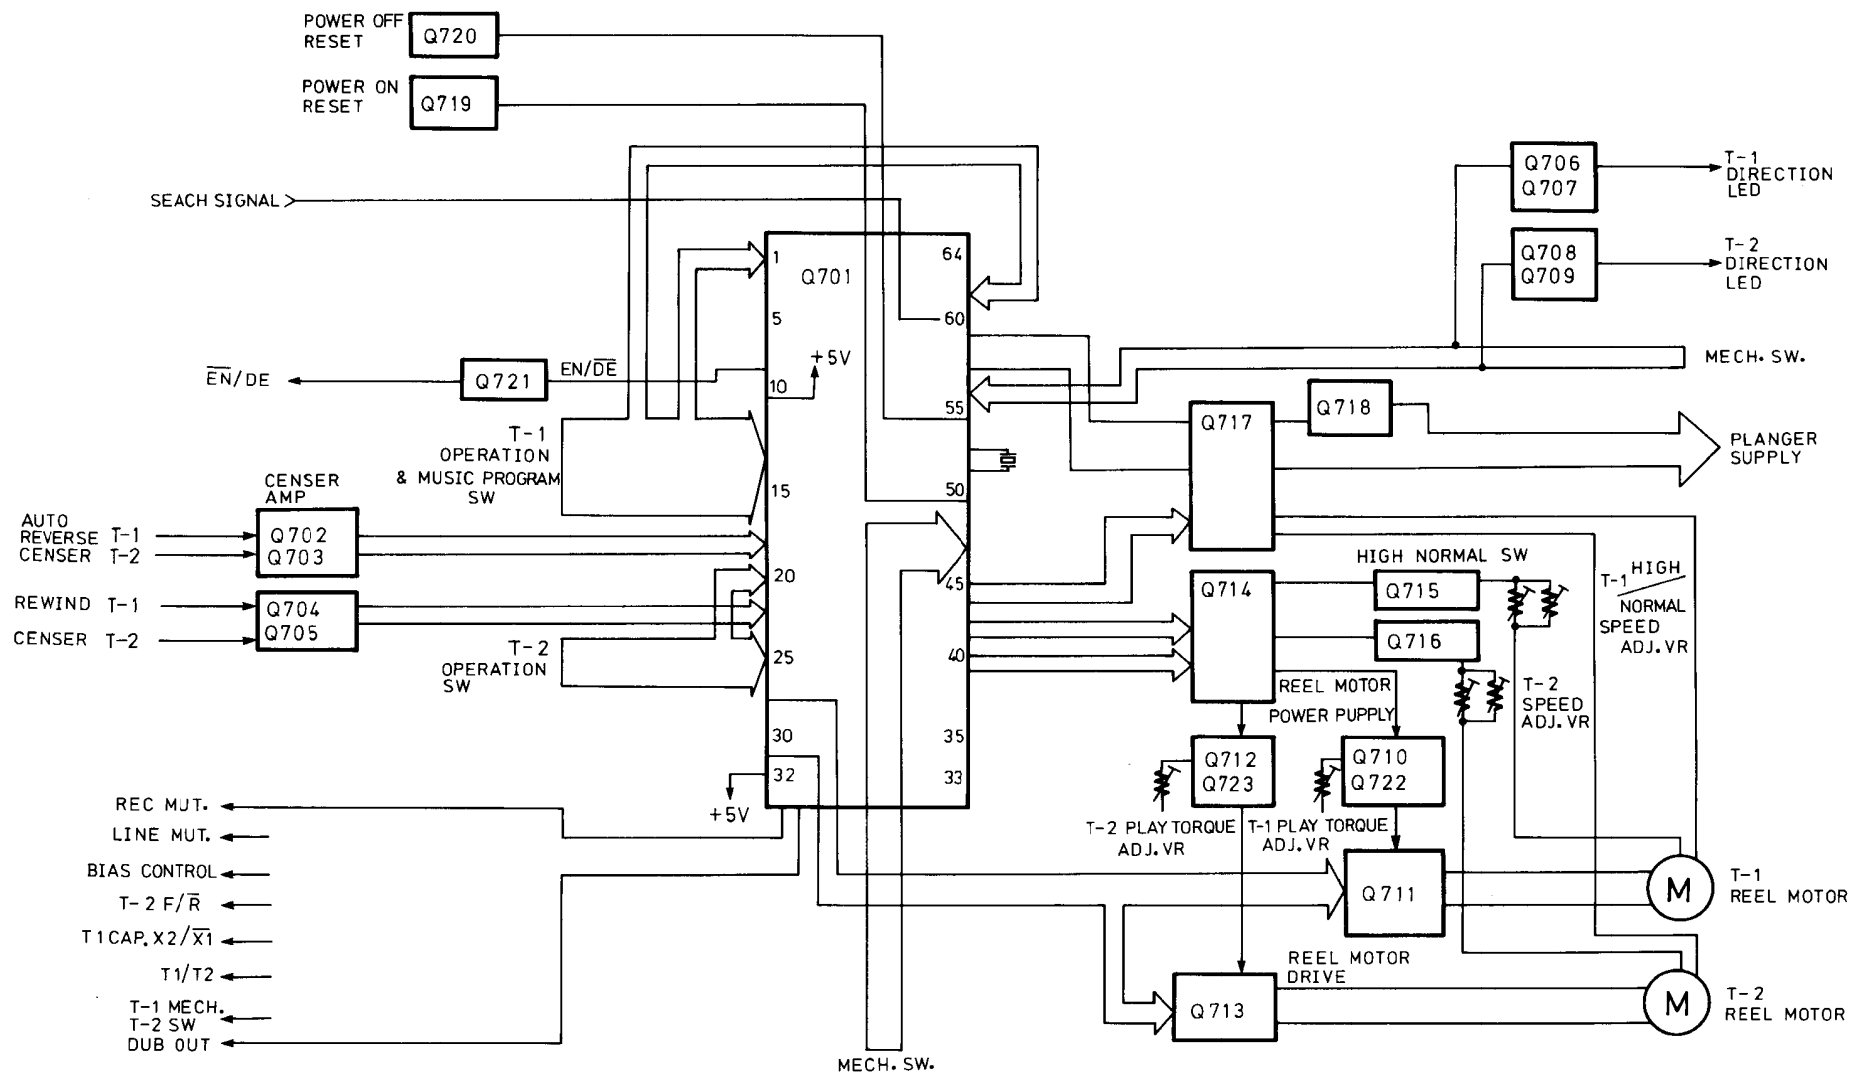 POWER OFF
RESET
Q720
POWER ON
RESET
Q719
SEACH SIGNAL
Q706
Q707
T-1
DIRECTION
LED
Q708
Q709
T-2
DIRECTION
LED
MECH. SW.
1
5
10
15
20
25
30
32
Q701
+5V
64
60
55
50
45
40
35
33
+5V
EN/DE
Q721
EN/DE
T-1
OPERATION
& MUSIC PROGRAM
SW
CENSER
AMP
AUTO
REVERSE T-1
CENSER T-2
Q702
Q703
REWIND T-1
CENSER T-2
Q704
Q705
T-2
OPERATION
SW
Q717
Q718
PLANGER
SUPPLY
HIGH NORMAL SW
Q714
Q715
Q716
T-1 HIGH/NORMAL
SPEED
ADJ.VR
T-2
SPEED
ADJ.VR
REEL MOTOR
POWER PUPPLY
Q712
Q723
Q710
Q722
T-2 PLAY TORQUE
ADJ.VR
T-1 PLAY TORQUE
ADJ.VR
Q711
M
T-1
REEL MOTOR
REEL MOTOR
DRIVE
Q713
M
T-2
REEL MOTOR
REC MUT.
LINE MUT.
BIAS CONTROL
T-2 F/R
T1CAP.X2/X1
T1/T2
T-1 MECH.
T-2 SW
DUB OUT
MECH. SW.